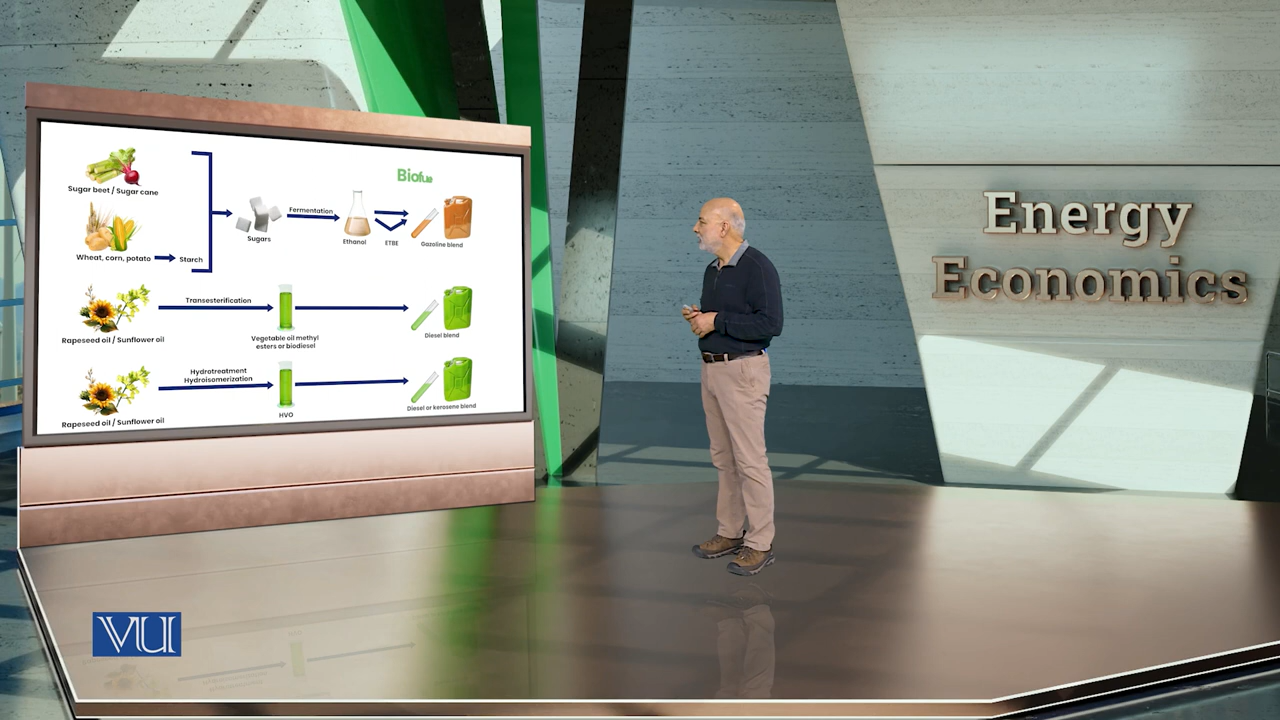 Biofue
Sugar beet / Sugar cane
Fermentation
Sugars
Ethanol
ETBE
Gazoline blend
Wheat, corn, potato
Starch
Transesterification
Rapeseed oil / Sunflower oil
Vegetable oil methyl
esters or biodiesel
Diesel blend
Hydrotreatment
Hydroisomerization
Rapeseed oil / Sunflower oil
HVO
Diesel or kerosene blend
Energy
Economics
VU